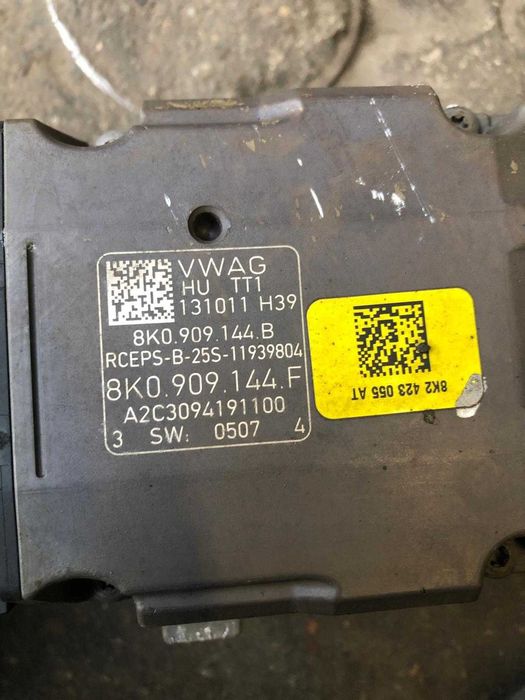 VWAG
HU TT1
131011 H39
8K0.909.144.B
RCEPS-B-25S-11939804
8K0.909.144.F
A2C3094191100
3 SW: 0507 4
8K2 423 055 AT